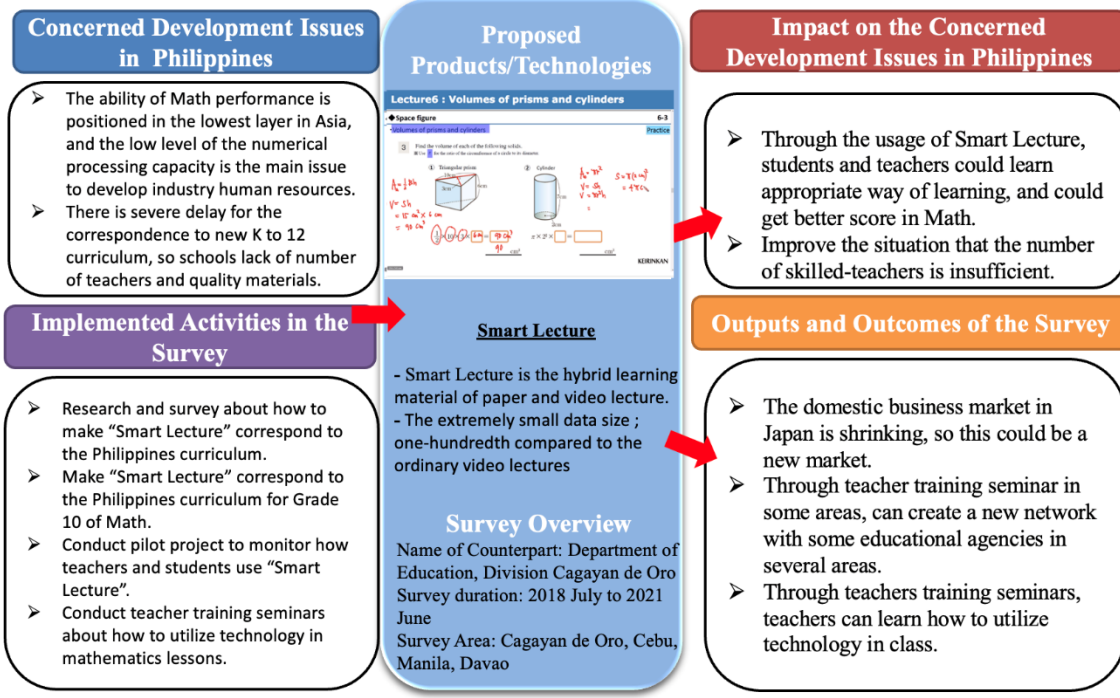 Concerned Development Issues
in Philippines
➢ The ability of Math performance is
positioned in the lowest layer in Asia,
and the low level of the numerical
processing capacity is the main issue
to develop industry human resources.
➢ There is severe delay for the
correspondence to new K to 12
curriculum, so schools lack of number
of teachers and quality materials.
Implemented Activities in the
Survey
➢ Research and survey about how to
make “Smart Lecture” correspond to
the Philippines curriculum.
➢ Make “Smart Lecture” correspond to
the Philippines curriculum for Grade
10 of Math.
➢ Conduct pilot project to monitor how
teachers and students use “Smart
Lecture”.
➢ Conduct teacher training seminars
about how to utilize technology in
mathematics lessons.
Proposed
Products/Technologies
Lecture6 : Volumes of prisms and cylinders
◆Space figure 6-3
Volumes of prisms and cylinders Practice
3 Find the volume of each of the following solids.
① Triangular prism ② Cylinder
V = Sh
= 15 cm² × 6 cm
= 90 cm³
V = Sh
V = πr²h
cm³ cm³
KEIRINKAN
Smart Lecture
- Smart Lecture is the hybrid learning
material of paper and video lecture.
- The extremely small data size ;
one-hundredth compared to the
ordinary video lectures
Survey Overview
Name of Counterpart: Department of
Education, Division Cagayan de Oro
Survey duration: 2018 July to 2021
June
Survey Area: Cagayan de Oro, Cebu,
Manila, Davao
Impact on the Concerned
Development Issues in Philippines
➢ Through the usage of Smart Lecture,
students and teachers could learn
appropriate way of learning, and could
get better score in Math.
➢ Improve the situation that the number
of skilled-teachers is insufficient.
Outputs and Outcomes of the Survey
➢ The domestic business market in
Japan is shrinking, so this could be a
new market.
➢ Through teacher training seminar in
some areas, can create a new network
with some educational agencies in
several areas.
➢ Through teachers training seminars,
teachers can learn how to utilize
technology in class.